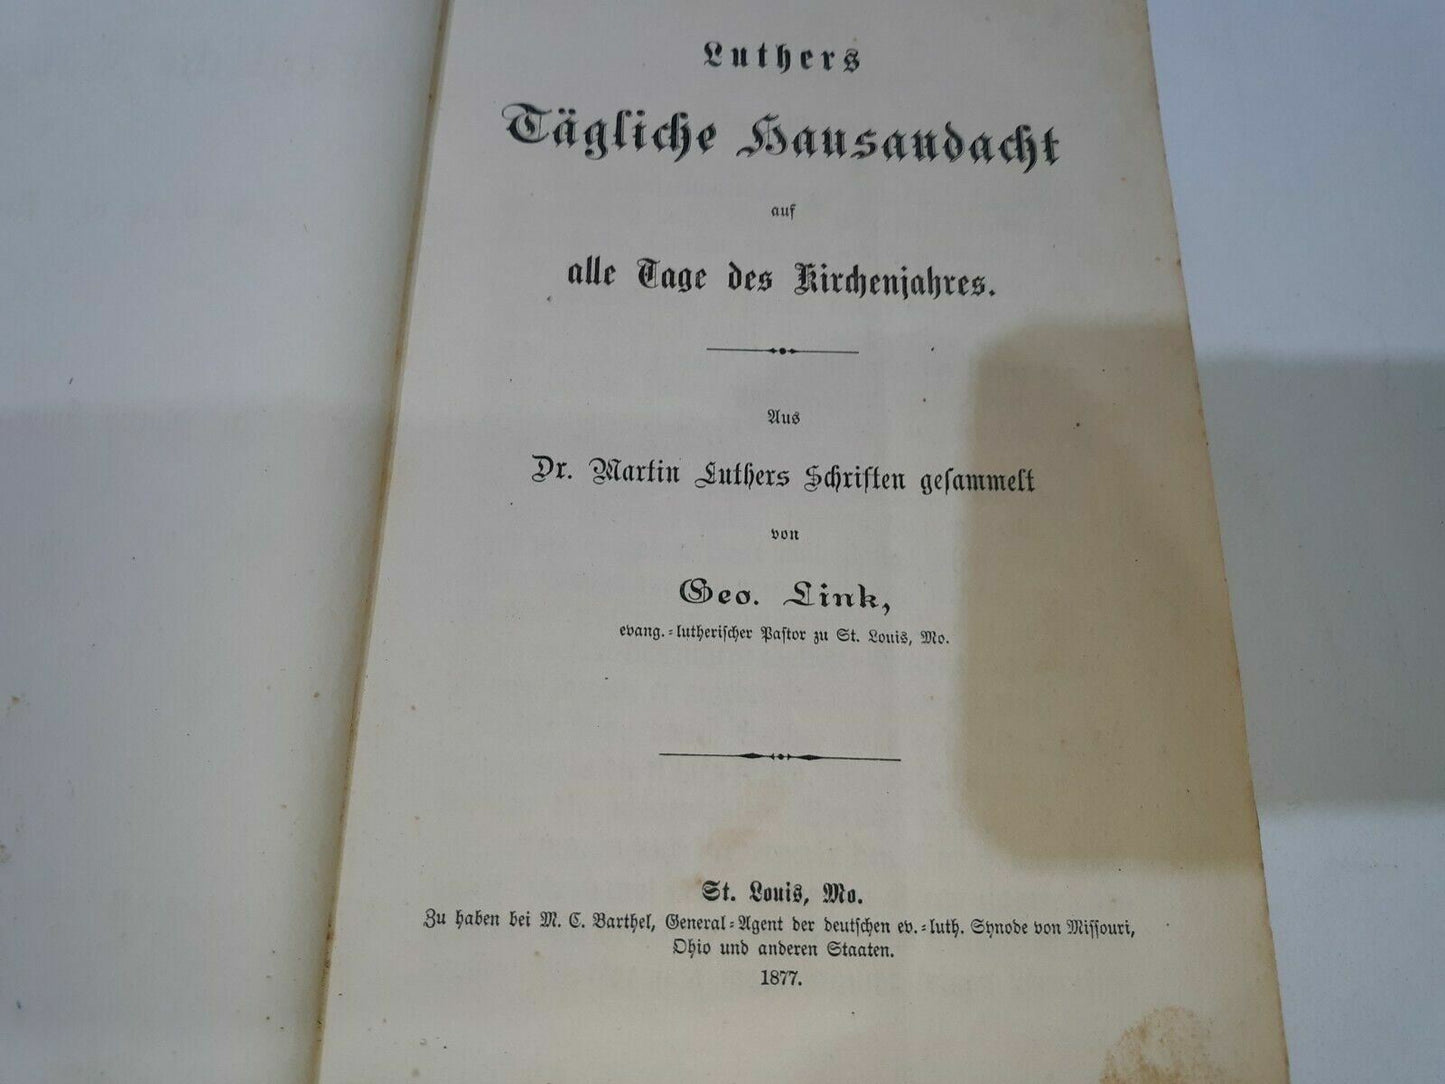 Luthers
Tägliche Hausandacht
auf
alle Tage des Kirchenjahres.
Aus
Dr. Martin Luthers Schriften gesammelt
von
Geo. Link,
evang.-lutherischer Pastor zu St. Louis, Mo.
St. Louis, Mo.
Zu haben bei M. C. Barthel, General-Agent der deutschen ev.-luth. Synode von Missouri,
Ohio und anderen Staaten.
1877.